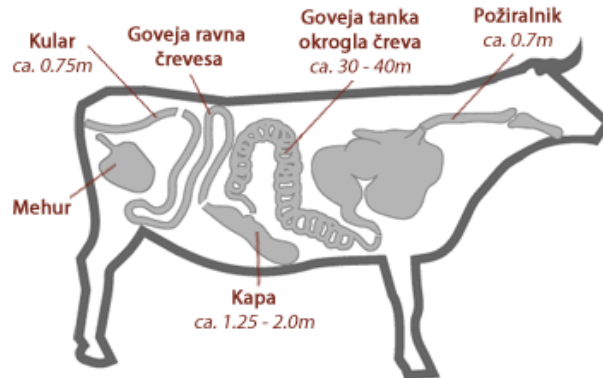 Kular
ca. 0.75m
Goveja ravna
črevesa
Goveja tanka
okrogla čreva
ca. 30 - 40m
Požiralnik
ca. 0.7m
Mehur
Kapa
ca. 1.25 - 2.0m